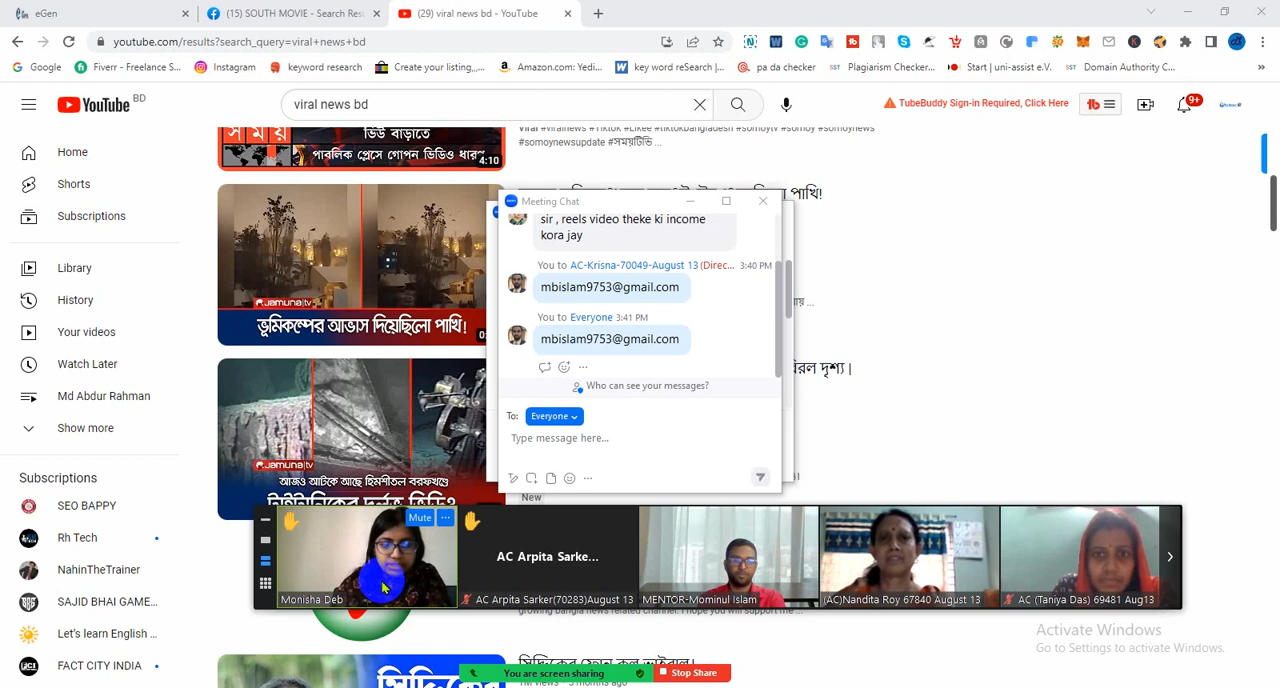 eGen
(15) SOUTH MOVIE - Search Res
(29) viral news bd - YouTube
youtube.com/results?search_query=viral+news+bd
Google
Fiverr - Freelance S...
Instagram
keyword research
Create your listing,,,...
Amazon.com: Yedi...
key word reSearch |...
pa da checker
Plagiarism Checker...
Start | uni-assist e.V.
Domain Authority C...
YouTube BD
viral news bd
TubeBuddy Sign-in Required, Click Here
9+
Home
Shorts
Subscriptions
Library
History
Your videos
Watch Later
Md Abdur Rahman
Show more
Subscriptions
SEO BAPPY
Rh Tech
NahinTheTrainer
SAJID BHAI GAME...
Let's learn English ...
FACT CITY INDIA
সময়
ভিউ বাড়াতে
পাবলিক প্লেসে গোপন ভিডিও ধারণ
4:10
Viral #viralnews #Tiktok #Likee #tiktokbangladesh #somoytv #somoy #somoynews
#somoynewsupdate #সময়টিভি ...
পাখি!
Jamuna tv
ভূমিকম্পের আভাস দিয়েছিলো পাখি!
Jamuna tv
আজও আটকে আছে হিমশীতল বরফখণ্ডে
টাইটানিকের দুর্লভ ভিডিও
দৃশ্য।
New
Meeting Chat
sir , reels video theke ki income
kora jay
You to AC-Krisna-70049-August 13 (Direc... 3:40 PM
mbislam9753@gmail.com
You to Everyone 3:41 PM
mbislam9753@gmail.com
Who can see your messages?
To: Everyone
Type message here...
Mute
Monisha Deb
AC Arpita Sarke...
AC Arpita Sarker(70283)August 13
MENTOR-Mominul Islam
(AC)Nandita Roy 67840 August 13
AC (Taniya Das) 69481 Aug13
growing bangla news related channel. I hope you will support me
You are screen sharing
Stop Share
Activate Windows
Go to Settings to activate Windows.